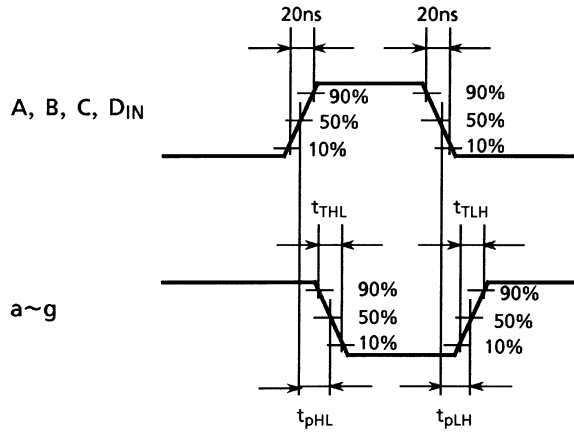 20ns 20ns
A, B, C, DIN
90% 90%
50% 50%
10% 10%
tTHL tTLH
a~g
90% 90%
50% 50%
10% 10%
tpHL tpLH